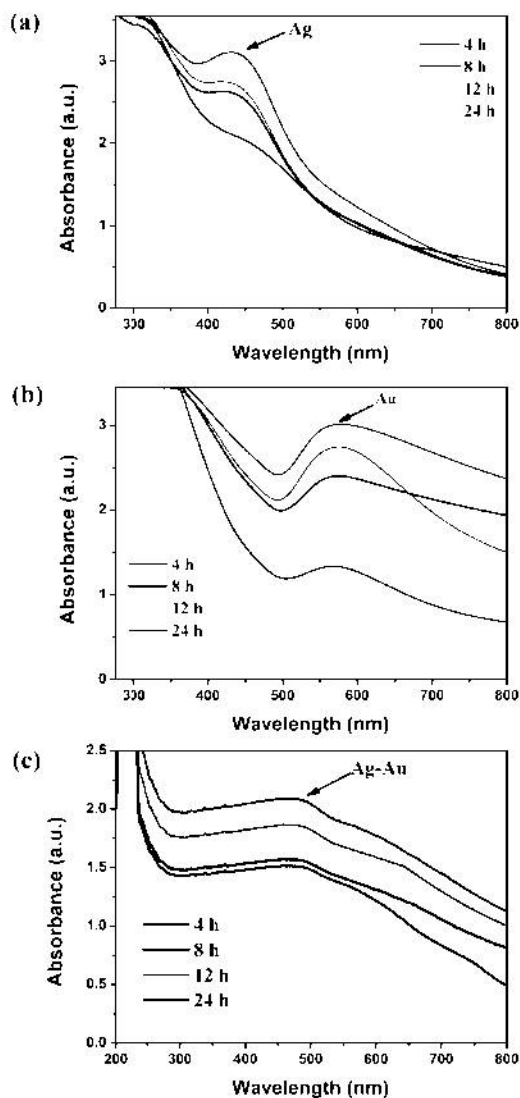 (a)
Ag
4 h
8 h
12 h
24 h
3
2
1
0
300 400 500 600 700 800
Absorbance (a.u.)
Wavelength (nm)
(b)
Au
4 h
8 h
12 h
24 h
3
2
1
0
300 400 500 600 700 800
Absorbance (a.u.)
Wavelength (nm)
(c)
Ag-Au
4 h
8 h
12 h
24 h
2.5
2.0
1.5
1.0
0.5
0.0
200 300 400 500 600 700 800
Absorbance (a.u.)
Wavelength (nm)